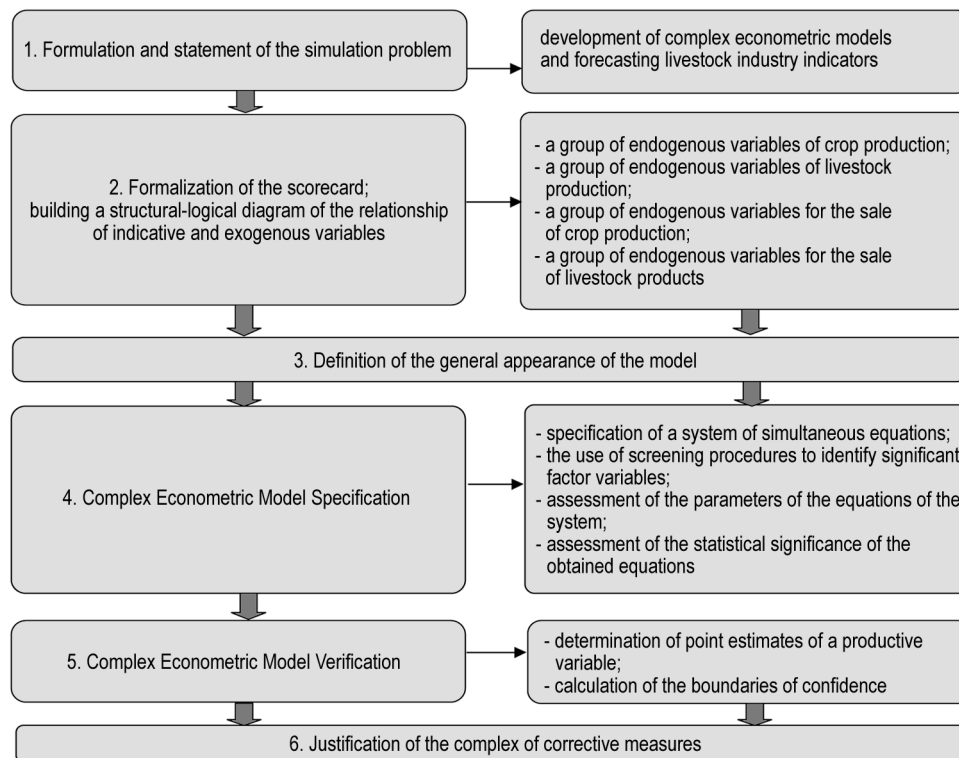 1. Formulation and statement of the simulation problem
development of complex econometric models
and forecasting livestock industry indicators
2. Formalization of the scorecard;
building a structural-logical diagram of the relationship
of indicative and exogenous variables
- a group of endogenous variables of crop production;
- a group of endogenous variables of livestock
production;
- a group of endogenous variables for the sale
of crop production;
- a group of endogenous variables for the sale
of livestock products
3. Definition of the general appearance of the model
4. Complex Econometric Model Specification
- specification of a system of simultaneous equations;
- the use of screening procedures to identify significant
factor variables;
- assessment of the parameters of the equations of the
system;
- assessment of the statistical significance of the
obtained equations
5. Complex Econometric Model Verification
- determination of point estimates of a productive
variable;
- calculation of the boundaries of confidence
6. Justification of the complex of corrective measures